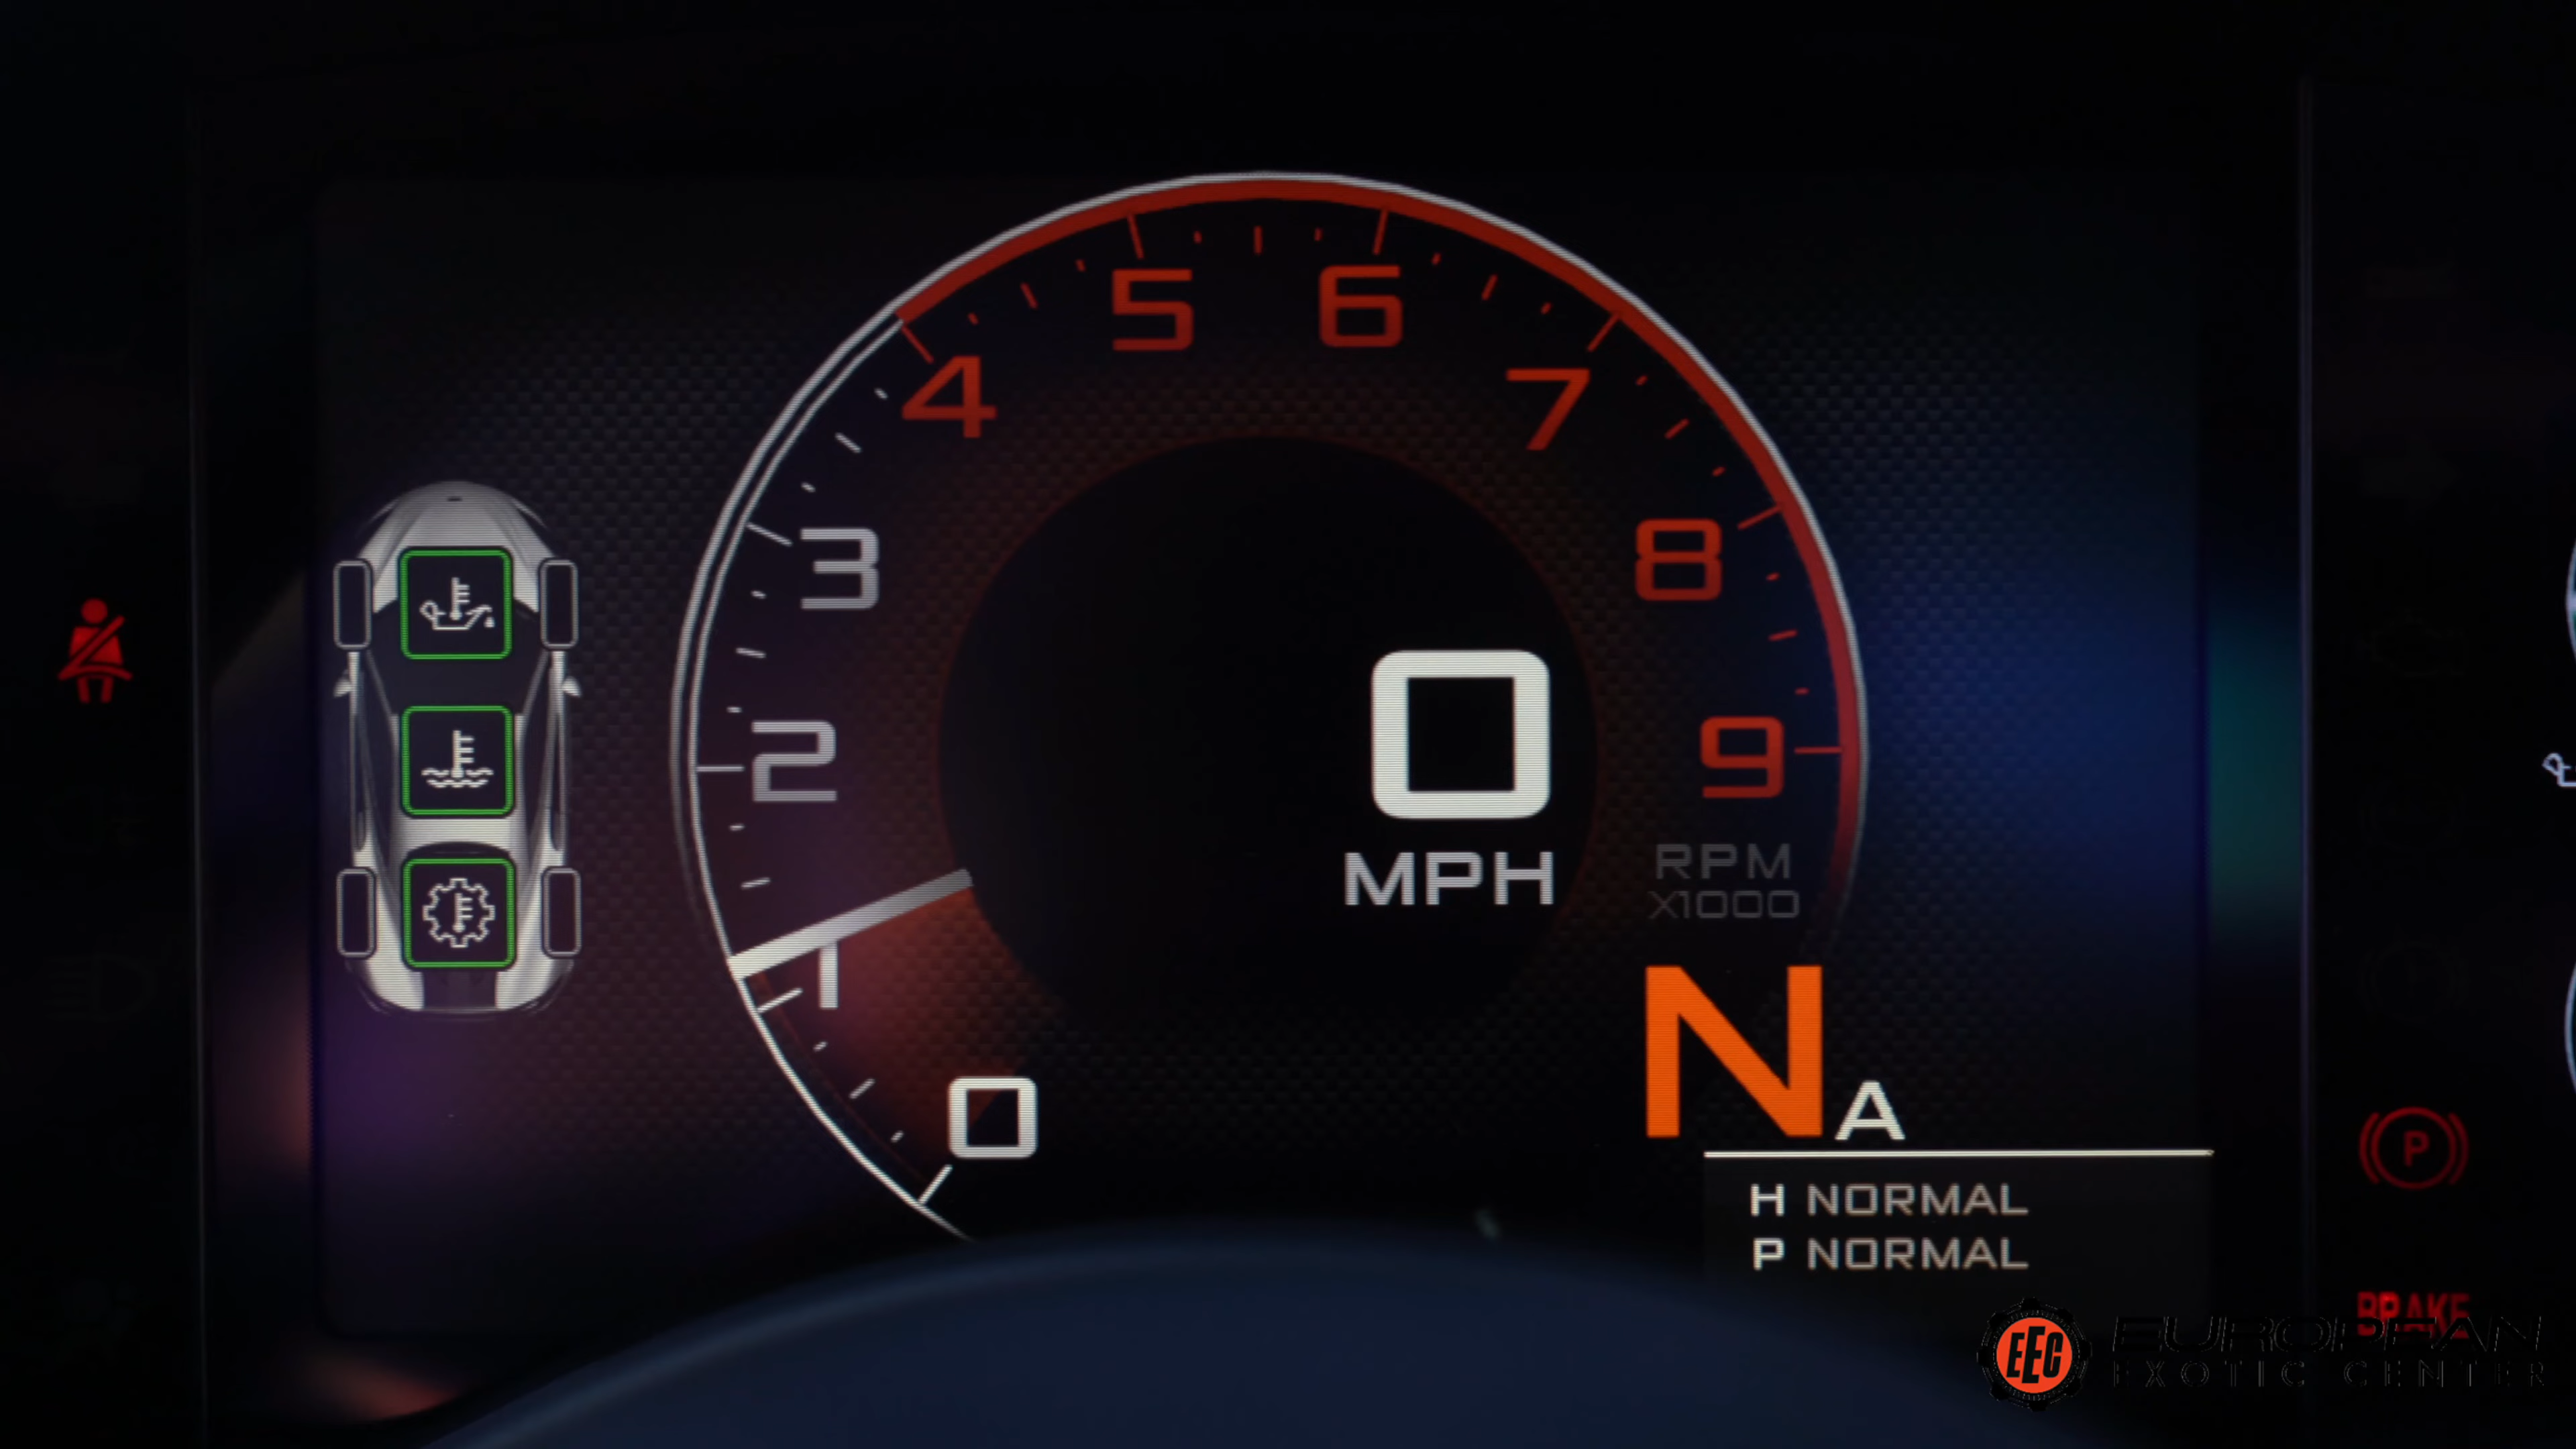 5 6
4 7
3 8
2 9
1
0
0
MPH
RPM
X1000
N A
H NORMAL
P NORMAL
P
BRAKE
EEC
EUROPEAN
EXOTIC CENTER